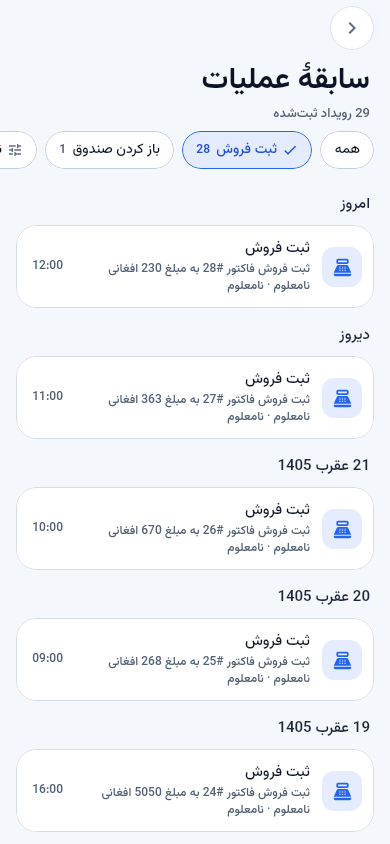 سابقهٔ عملیات
29 رویداد ثبت‌شده
همه
ثبت فروش 28
باز کردن صندوق 1
امروز
ثبت فروش
ثبت فروش فاکتور #28 به مبلغ 230 افغانی
نامعلوم · نامعلوم
12:00
دیروز
ثبت فروش
ثبت فروش فاکتور #27 به مبلغ 363 افغانی
نامعلوم · نامعلوم
11:00
21 عقرب 1405
ثبت فروش
ثبت فروش فاکتور #26 به مبلغ 670 افغانی
نامعلوم · نامعلوم
10:00
20 عقرب 1405
ثبت فروش
ثبت فروش فاکتور #25 به مبلغ 268 افغانی
نامعلوم · نامعلوم
09:00
19 عقرب 1405
ثبت فروش
ثبت فروش فاکتور #24 به مبلغ 5050 افغانی
نامعلوم · نامعلوم
16:00